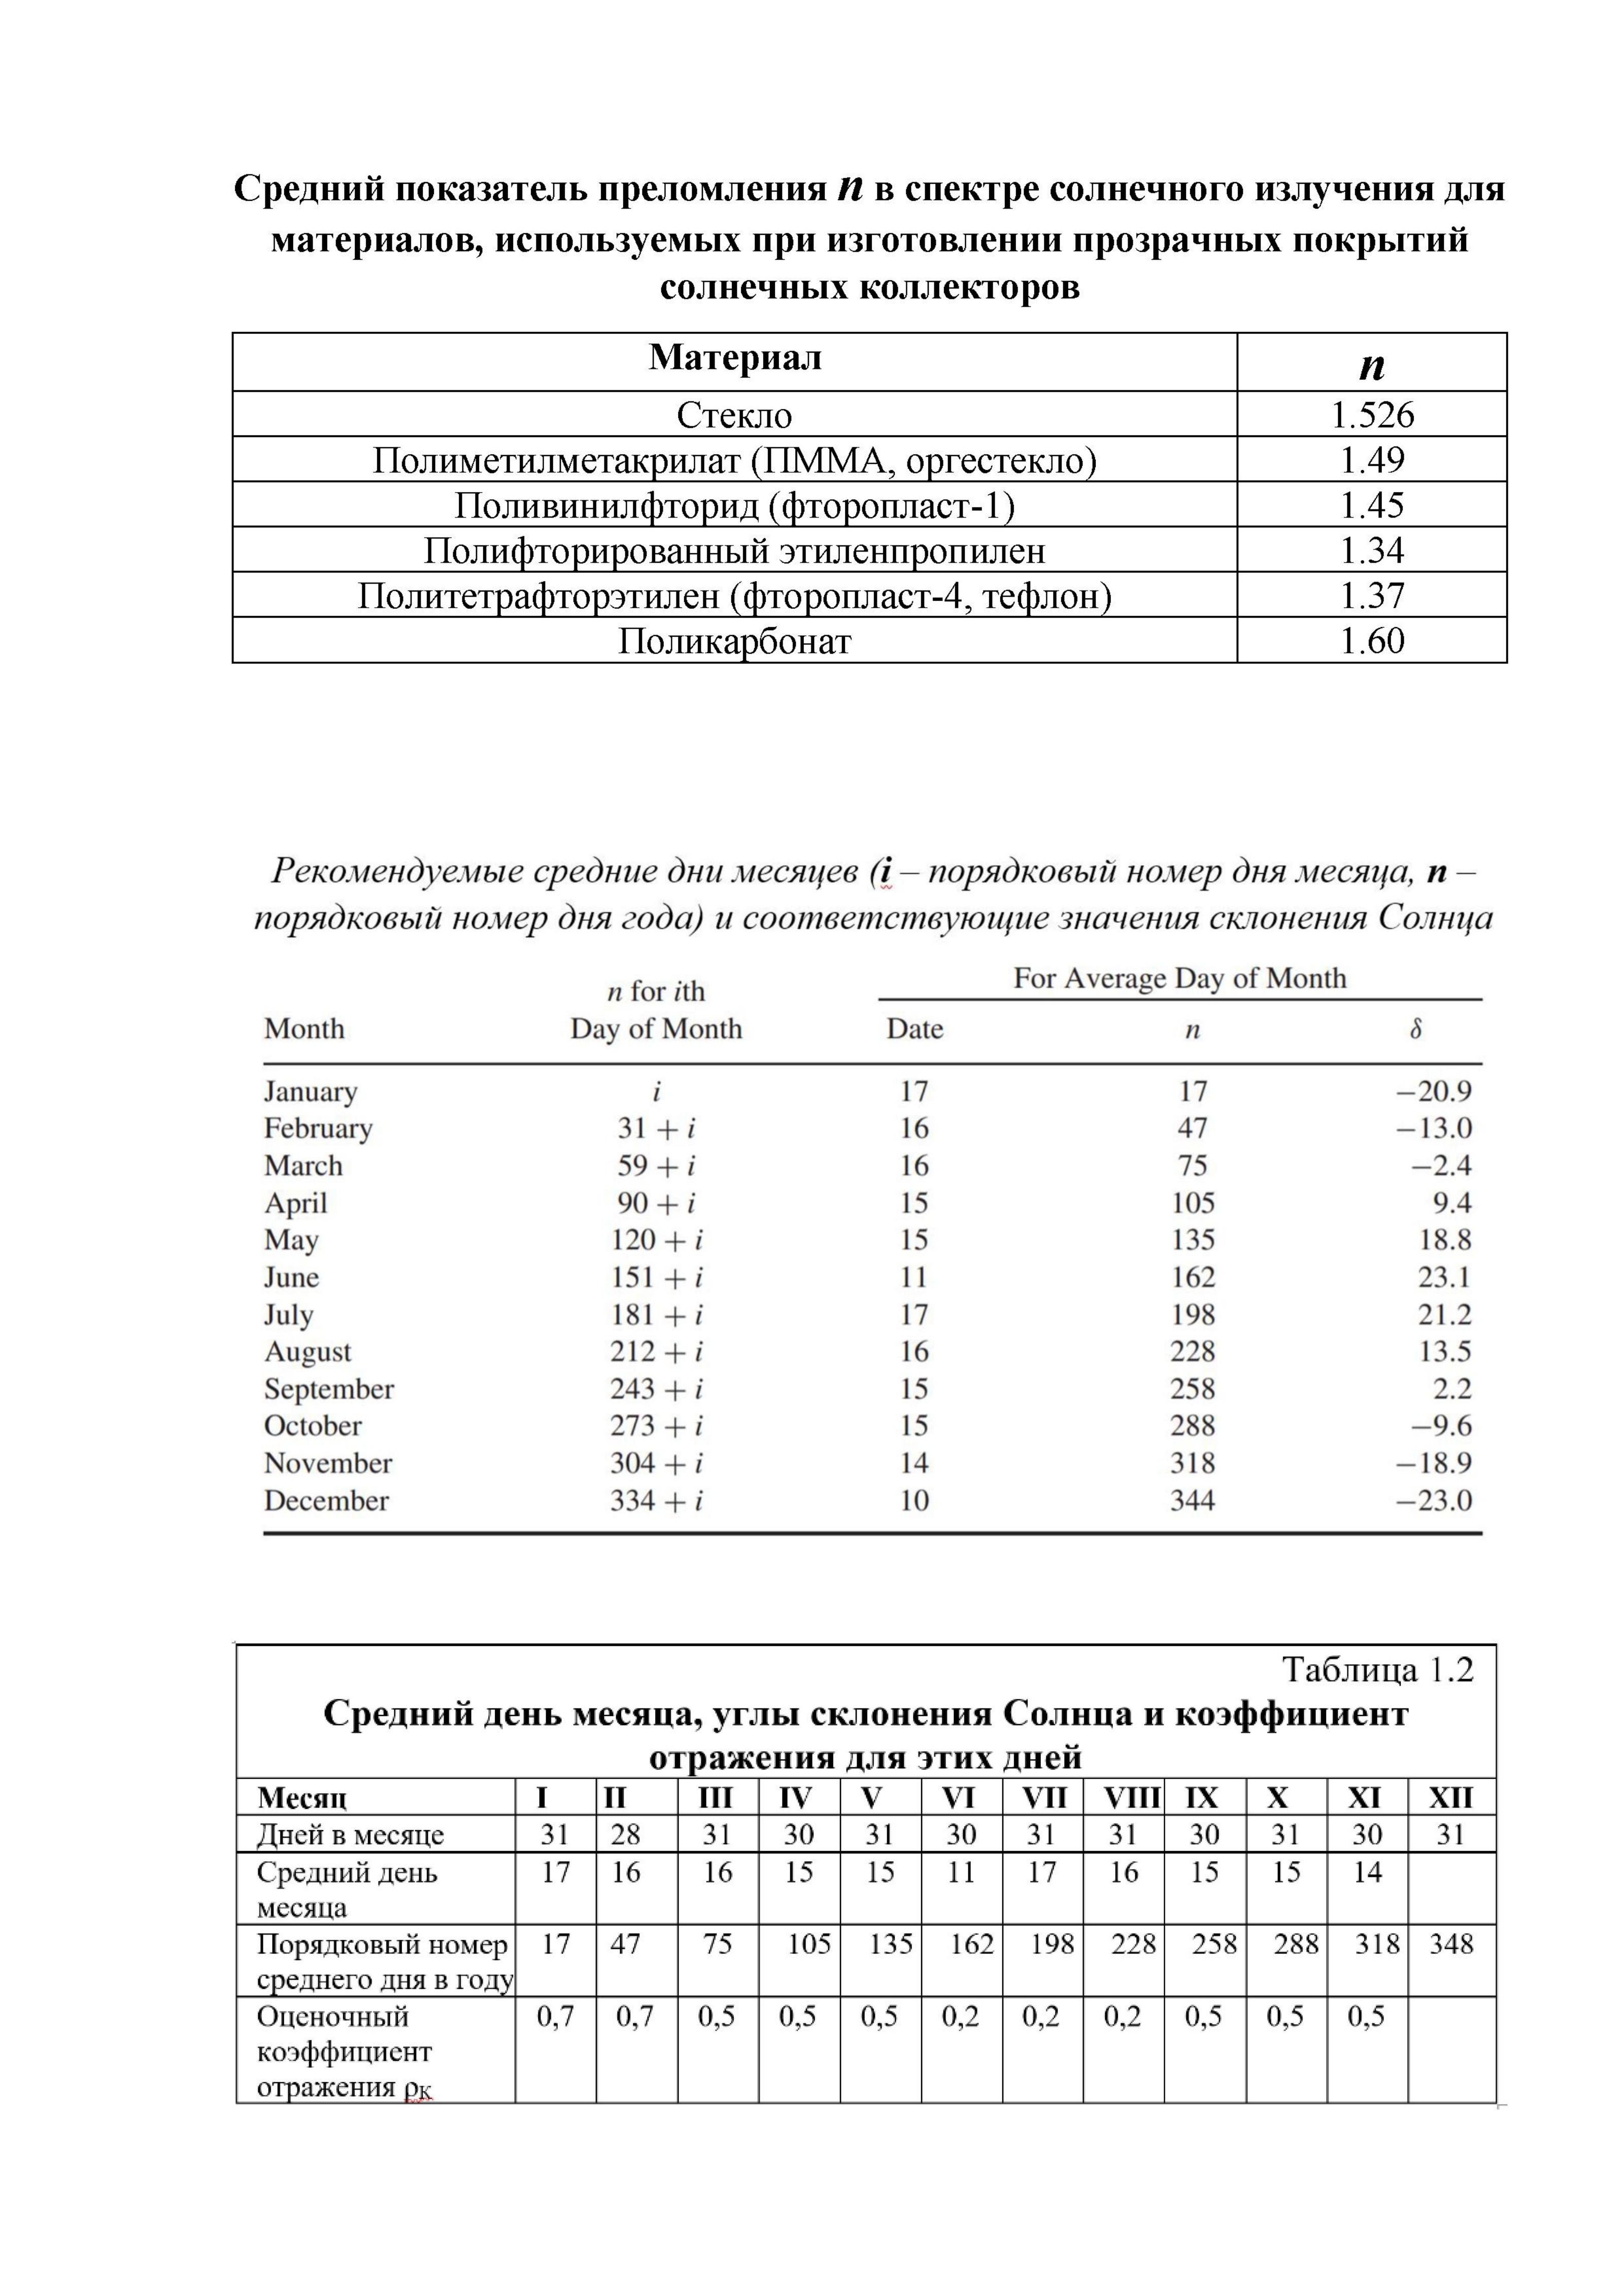 Средний показатель преломления n в спектре солнечного излучения для
материалов, используемых при изготовлении прозрачных покрытий
солнечных коллекторов
Материал n
Стекло 1.526
Полиметилметакрилат (ПММА, оргестекло) 1.49
Поливинилфторид (фторопласт-1) 1.45
Полифторированный этиленпропилен 1.34
Политетрафторэтилен (фторопласт-4, тефлон) 1.37
Поликарбонат 1.60
Рекомендуемые средние дни месяцев (i – порядковый номер дня месяца, n –
порядковый номер дня года) и соответствующие значения склонения Солнца
For Average Day of Month
n for ith
Month Day of Month Date n δ
January i 17 17 −20.9
February 31 + i 16 47 −13.0
March 59 + i 16 75 −2.4
April 90 + i 15 105 9.4
May 120 + i 15 135 18.8
June 151 + i 11 162 23.1
July 181 + i 17 198 21.2
August 212 + i 16 228 13.5
September 243 + i 15 258 2.2
October 273 + i 15 288 −9.6
November 304 + i 14 318 −18.9
December 334 + i 10 344 −23.0
Таблица 1.2
Средний день месяца, углы склонения Солнца и коэффициент
отражения для этих дней
Месяц I II III IV V VI VII VIII IX X XI XII
Дней в месяце 31 28 31 30 31 30 31 31 30 31 30 31
Средний день 17 16 16 15 15 11 17 16 15 15 14
месяца
Порядковый номер 17 47 75 105 135 162 198 228 258 288 318 348
среднего дня в году
Оценочный 0,7 0,7 0,5 0,5 0,5 0,2 0,2 0,2 0,5 0,5 0,5
коэффициент
отражения ρК